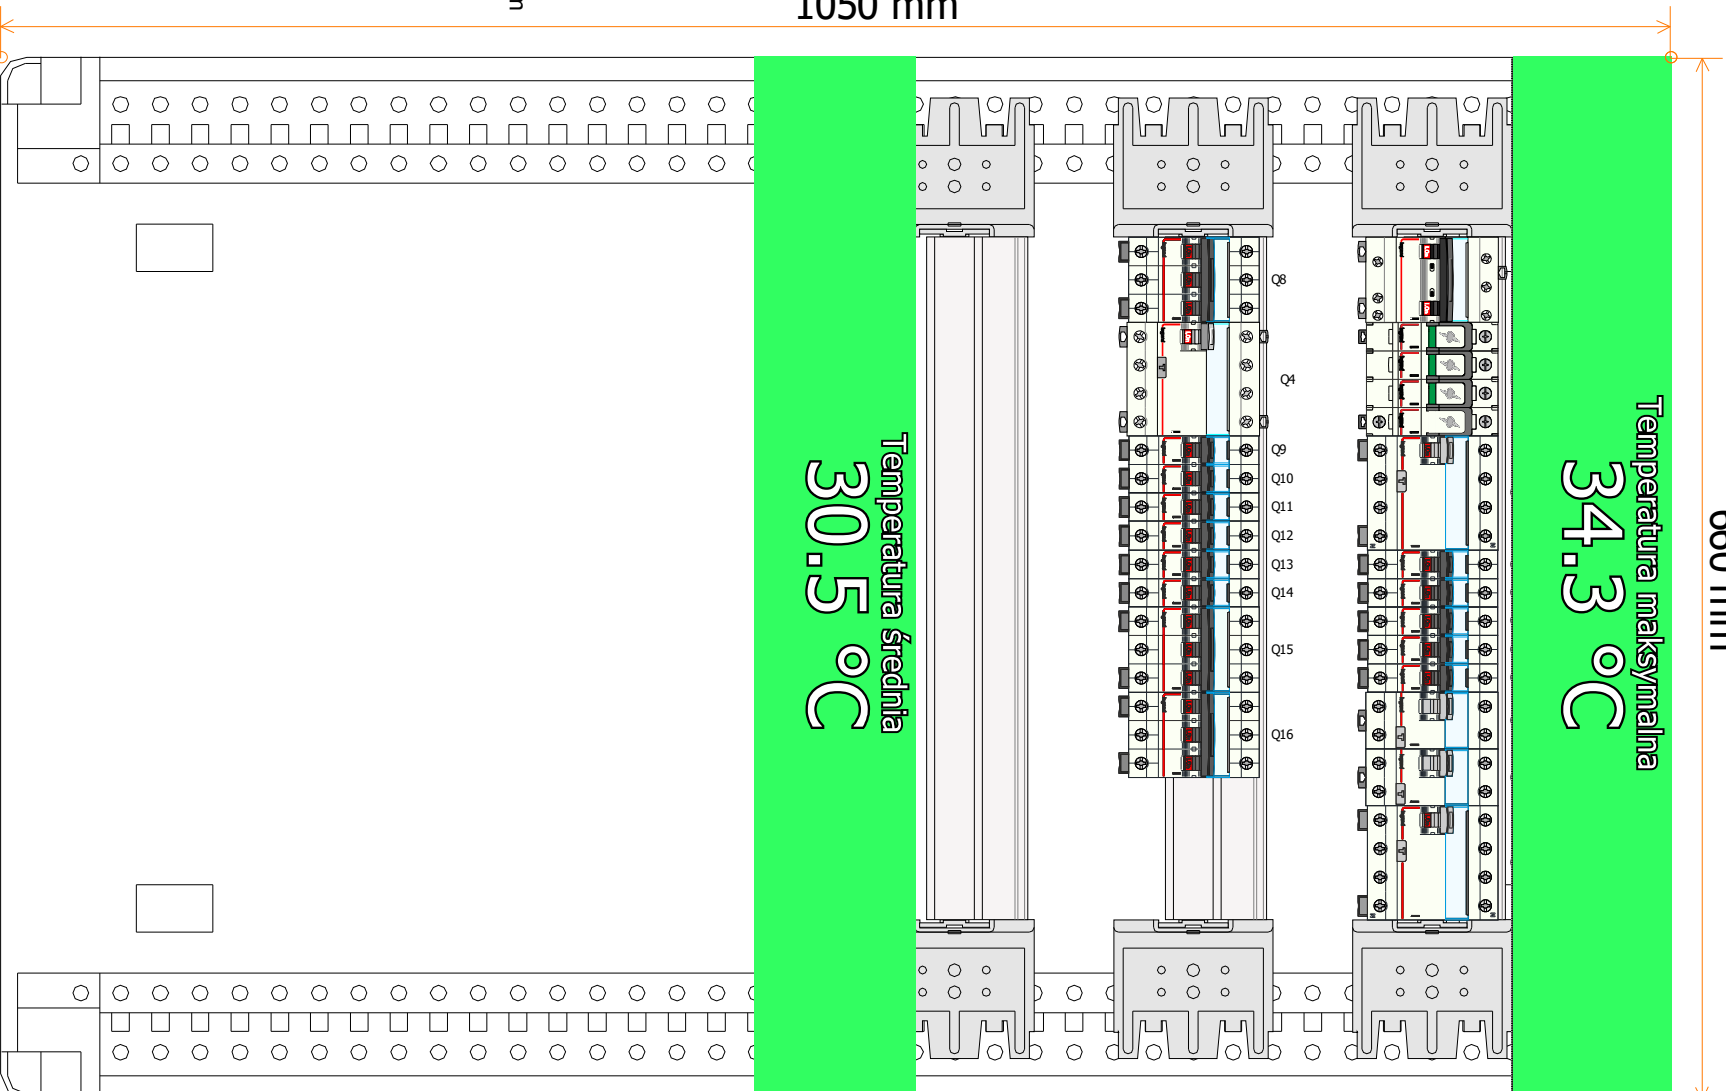 1050 mm
Temperatura średnia
30.5 °C
Temperatura maksymalna
34.3 °C
Q8
Q4
Q9
Q10
Q11
Q12
Q13
Q14
Q15
Q16